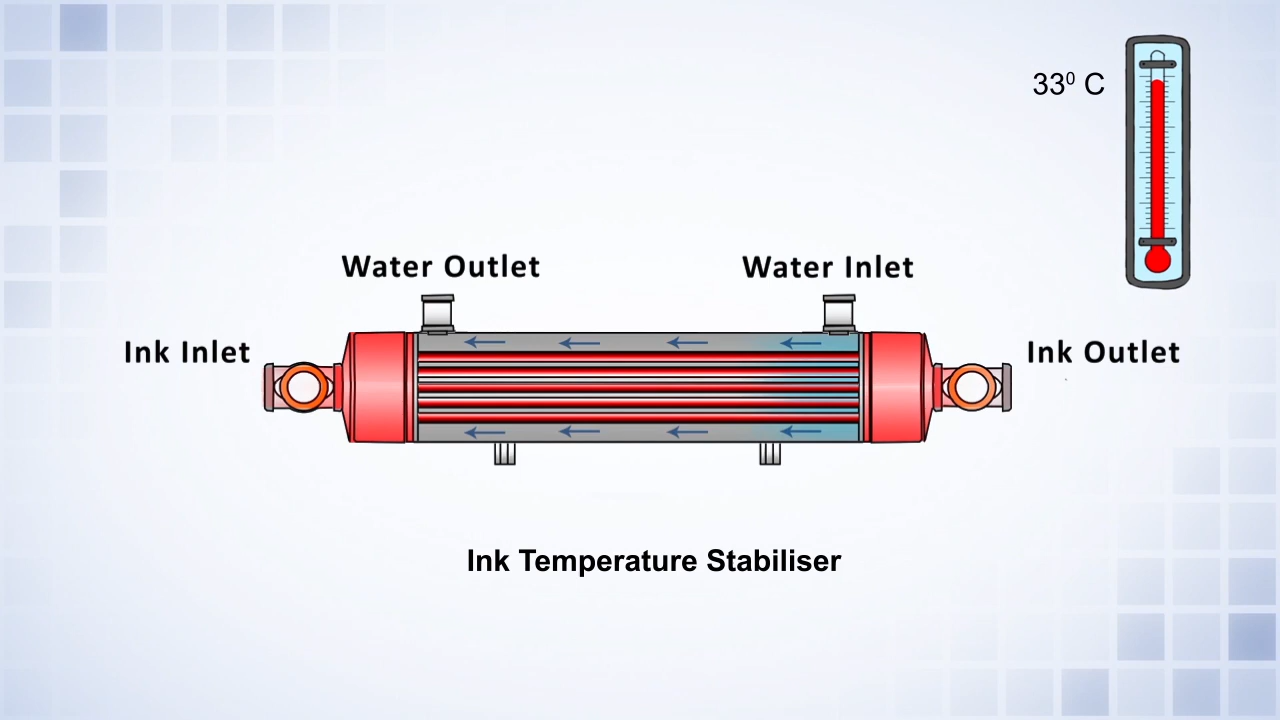 33⁰ C
Water Outlet
Water Inlet
Ink Inlet
Ink Outlet
Ink Temperature Stabiliser